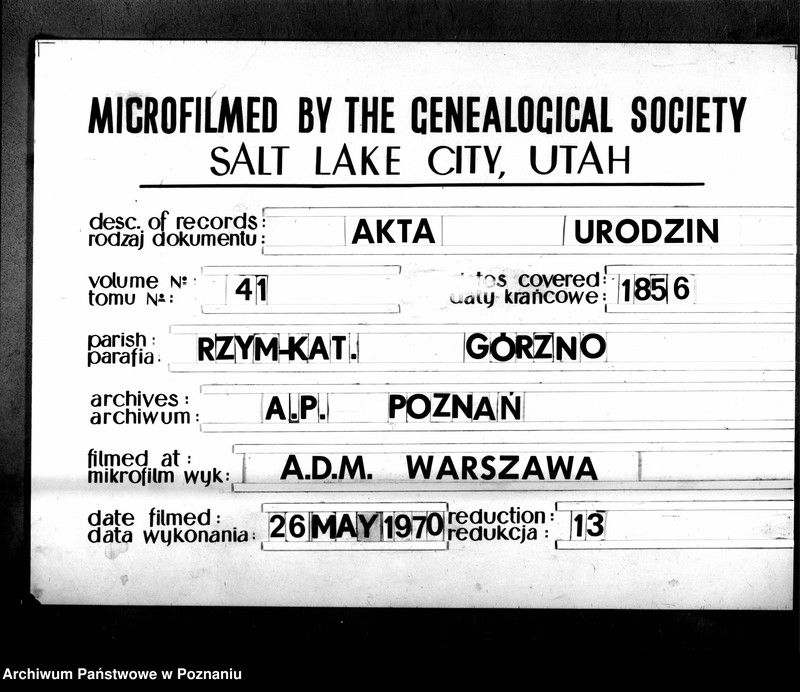 MICROFILMED BY THE GENEALOGICAL SOCIETY
SALT LAKE CITY, UTAH
desc. of records: AKTA URODZIN
rodzaj dokumentu:
volume №: 41 covered: 1856
tomu №: daty krańcowe:
parish: RZYM-KAT. GÓRZNO
parafia:
archives: A.P. POZNAŃ
archiwum:
filmed at: A.D.M. WARSZAWA
mikrofilm wyk:
date filmed: 26 MAY 1970 reduction: 13
data wykonania: redukcja:
Archiwum Państwowe w Poznaniu